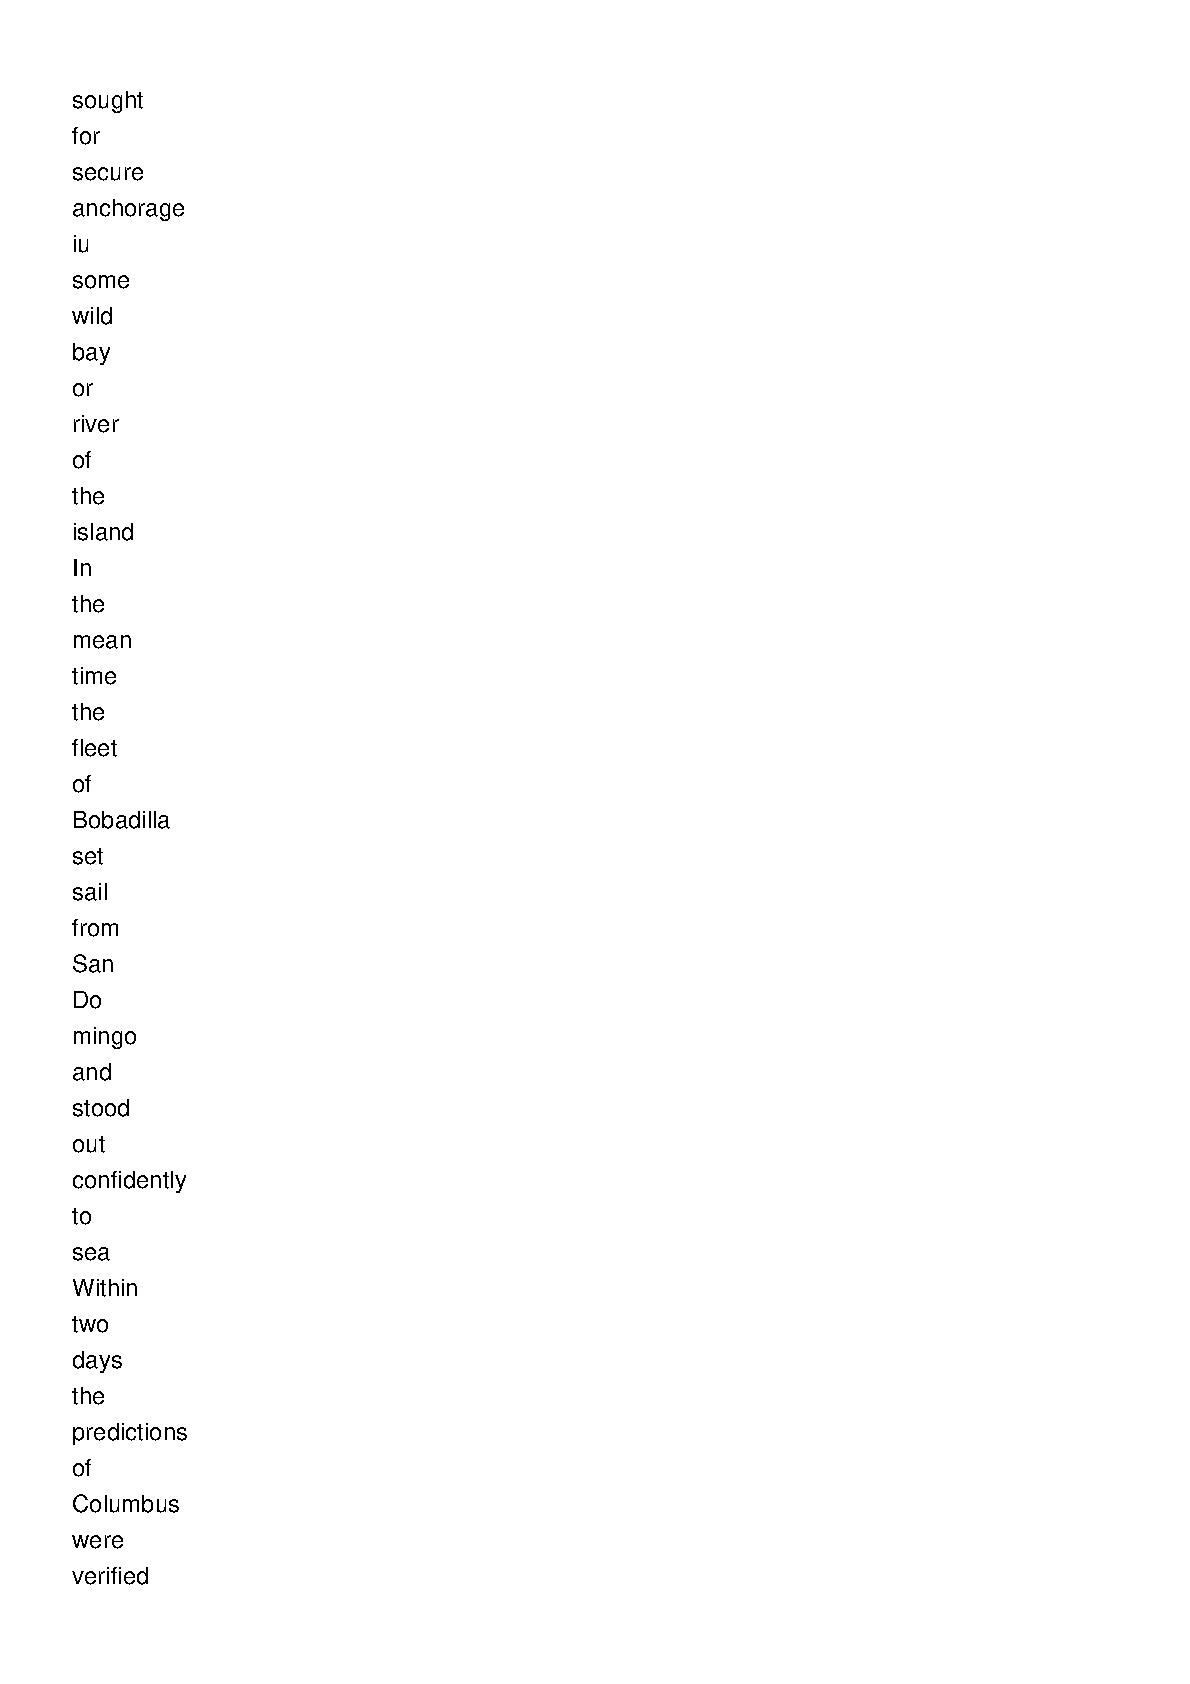 sought
for
secure
anchorage
iu
some
wild
bay
or
river
of
the
island
In
the
mean
time
the
fleet
of
Bobadilla
set
sail
from
San
Do
mingo
and
stood
out
confidently
to
sea
Within
two
days
the
predictions
of
Columbus
were
verified